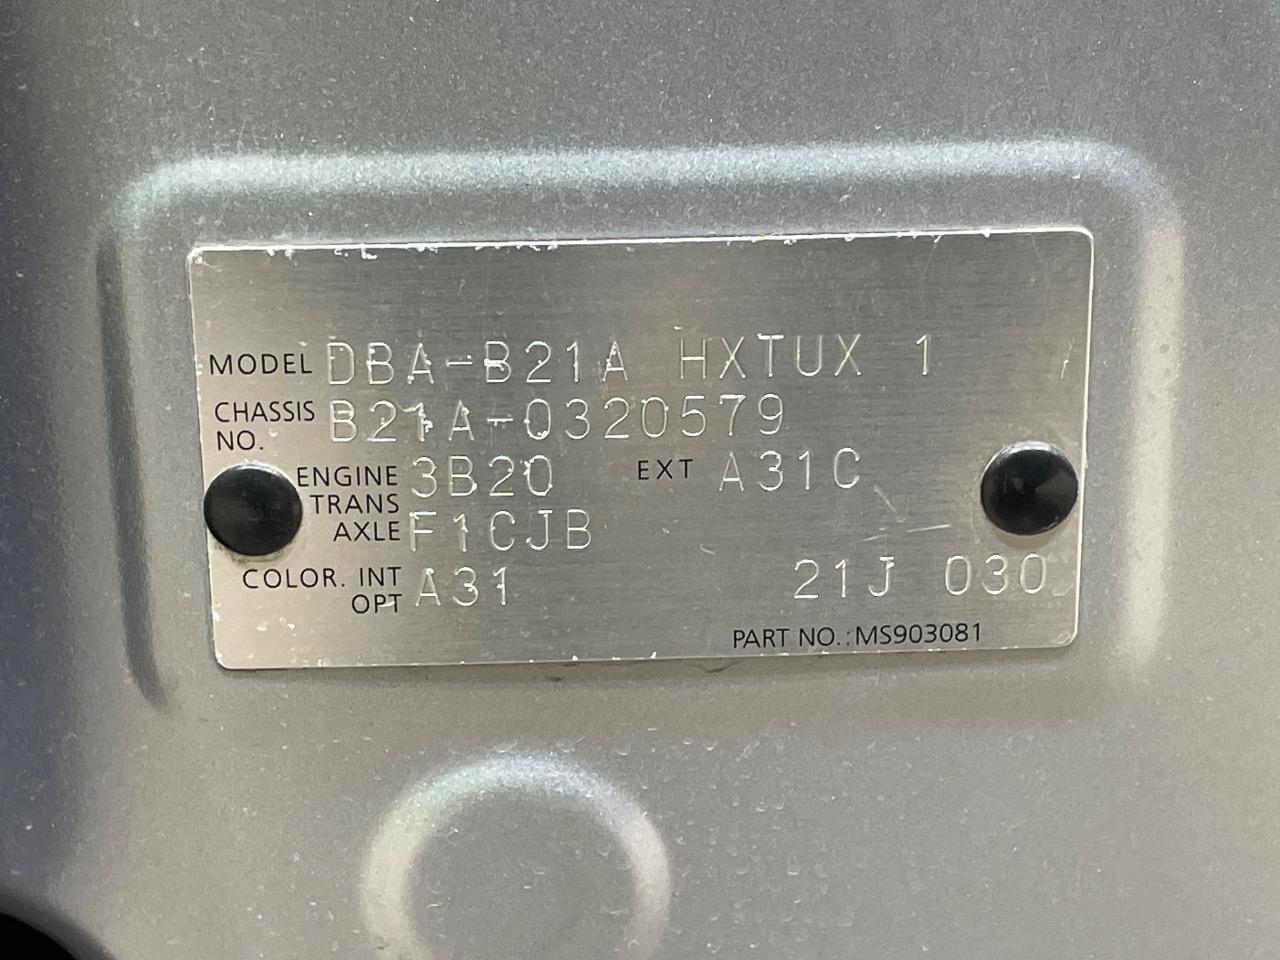 MODEL DBA-B21A HXTUX 1
CHASSIS NO. B21A-0320579
ENGINE 3B20 EXT A31C
TRANS AXLE F1CJB
COLOR. INT A31 21J 030
OPT
PART NO.:MS903081